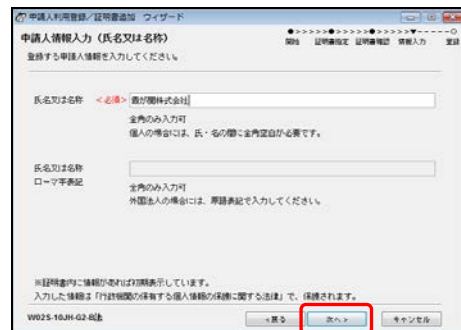 申請人利用登録／証明書追加 ウィザード
申請人情報入力（氏名又は名称）
●>>>>>●>>>>>●>>>>>▼-----○
開始 証明書指定 証明書確認 情報入力 登録
登録する申請人情報を入力してください。
氏名又は名称 <必須> 霞が関株式会社
全角のみ入力可
個人の場合には、氏・名の間に全角空白が必要です。
氏名又は名称
ローマ字表記
全角のみ入力可
外国法人の場合には、原語表記で入力してください。
※証明書内に情報があれば初期表示しています。
入力した情報は「行政機関の保有する個人情報の保護に関する法律」で、保護されます。
W02S-10JH-G2-B法 <戻る 次へ> キャンセル